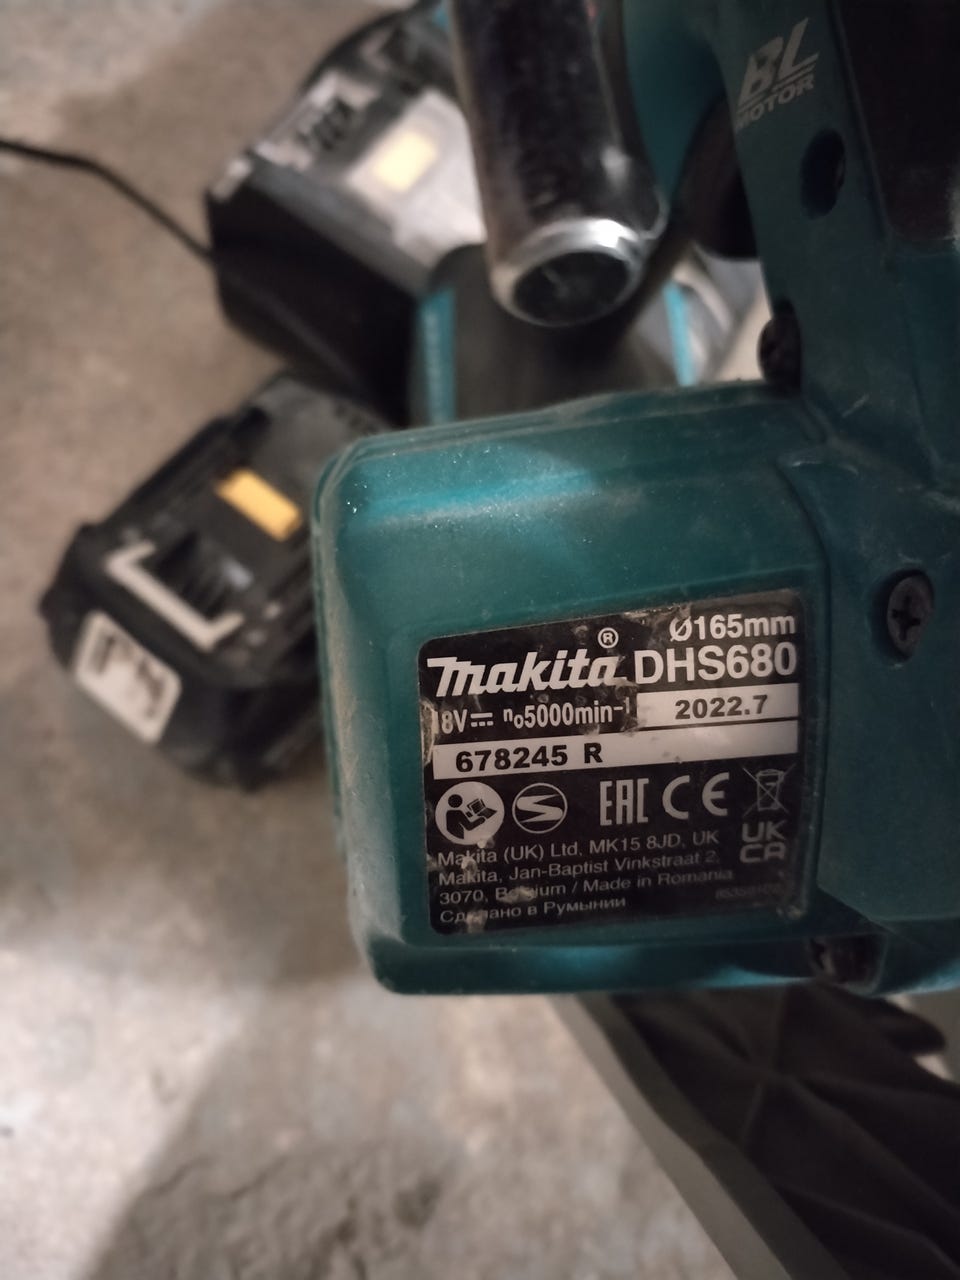 BL
MOTOR
Ø165mm
makita® DHS680
18V n₀5000min⁻¹ 2022.7
678245 R
EAC CE
UK
CA
Makita (UK) Ltd, MK15 8JD, UK
Makita, Jan-Baptist Vinkstraat 2,
3070, Belgium / Made in Romania
Сделано в Румынии